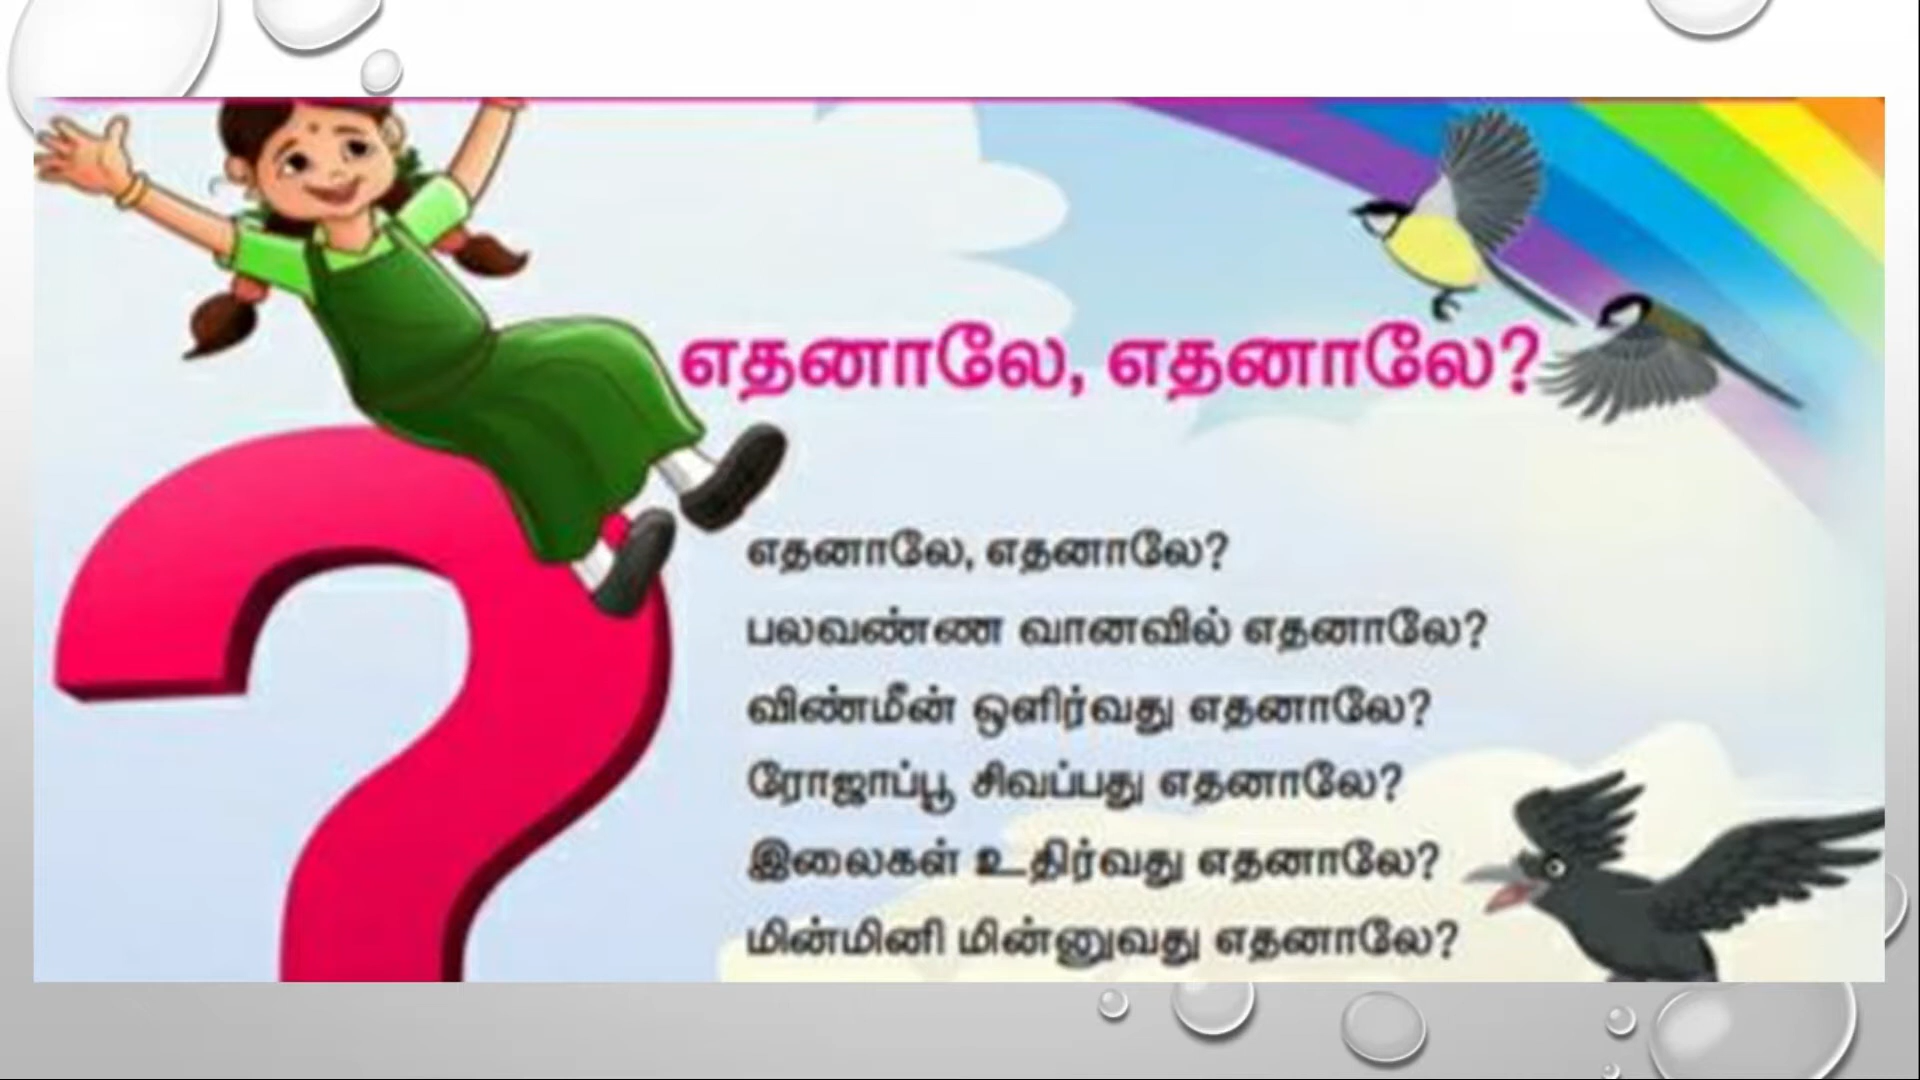 எதனாலே, எதனாலே?
எதனாலே, எதனாலே?
பலவண்ண வானவில் எதனாலே?
விண்மீன் ஒளிர்வது எதனாலே?
ரோஜாப்பூ சிவப்பது எதனாலே?
இலைகள் உதிர்வது எதனாலே?
மின்மினி மின்னுவது எதனாலே?